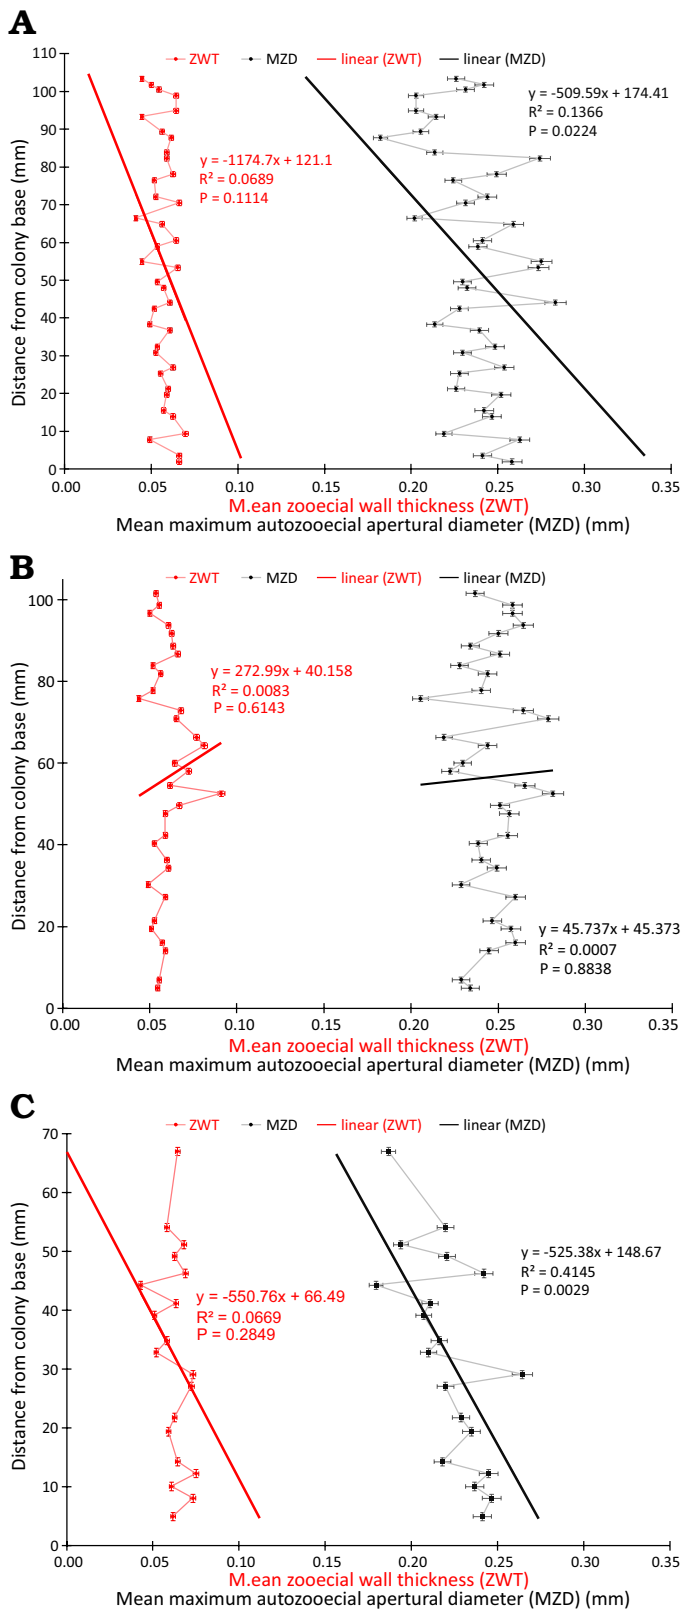 A
ZWT MZD linear (ZWT) linear (MZD)
110
100
90
80
70
60
50
40
30
20
10
0
Distance from colony base (mm)
y = -509.59x + 174.41
R² = 0.1366
P = 0.0224
y = -1174.7x + 121.1
R² = 0.0689
P = 0.1114
0.00 0.05 0.10 0.15 0.20 0.25 0.30 0.35
M.ean zooecial wall thickness (ZWT)
Mean maximum autozooecial apertural diameter (MZD) (mm)
B
ZWT MZD linear (ZWT) linear (MZD)
100
80
60
40
20
0
Distance from colony base (mm)
y = 272.99x + 40.158
R² = 0.0083
P = 0.6143
y = 45.737x + 45.373
R² = 0.0007
P = 0.8838
0.00 0.05 0.10 0.15 0.20 0.25 0.30 0.35
M.ean zooecial wall thickness (ZWT)
Mean maximum autozooecial apertural diameter (MZD) (mm)
C
ZWT MZD linear (ZWT) linear (MZD)
70
60
50
40
30
20
10
0
Distance from colony base (mm)
y = -525.38x + 148.67
R² = 0.4145
P = 0.0029
y = -550.76x + 66.49
R² = 0.0669
P = 0.2849
0.00 0.05 0.10 0.15 0.20 0.25 0.30 0.35
M.ean zooecial wall thickness (ZWT)
Mean maximum autozooecial apertural diameter (MZD) (mm)